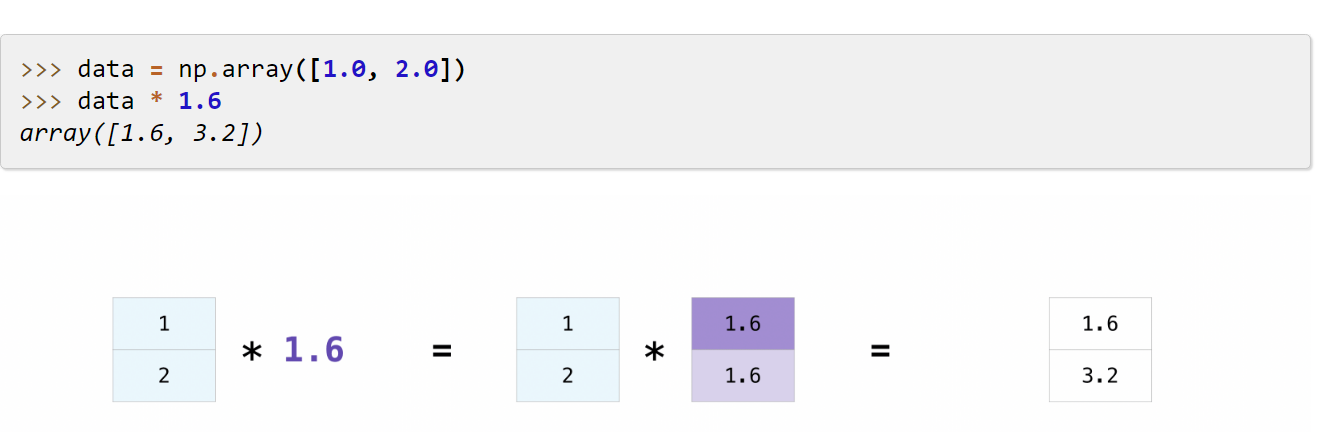 >>> data = np.array([1.0, 2.0])
>>> data * 1.6
array([1.6, 3.2])
1 1 1.6 1.6
* 1.6 = * =
2 2 1.6 3.2